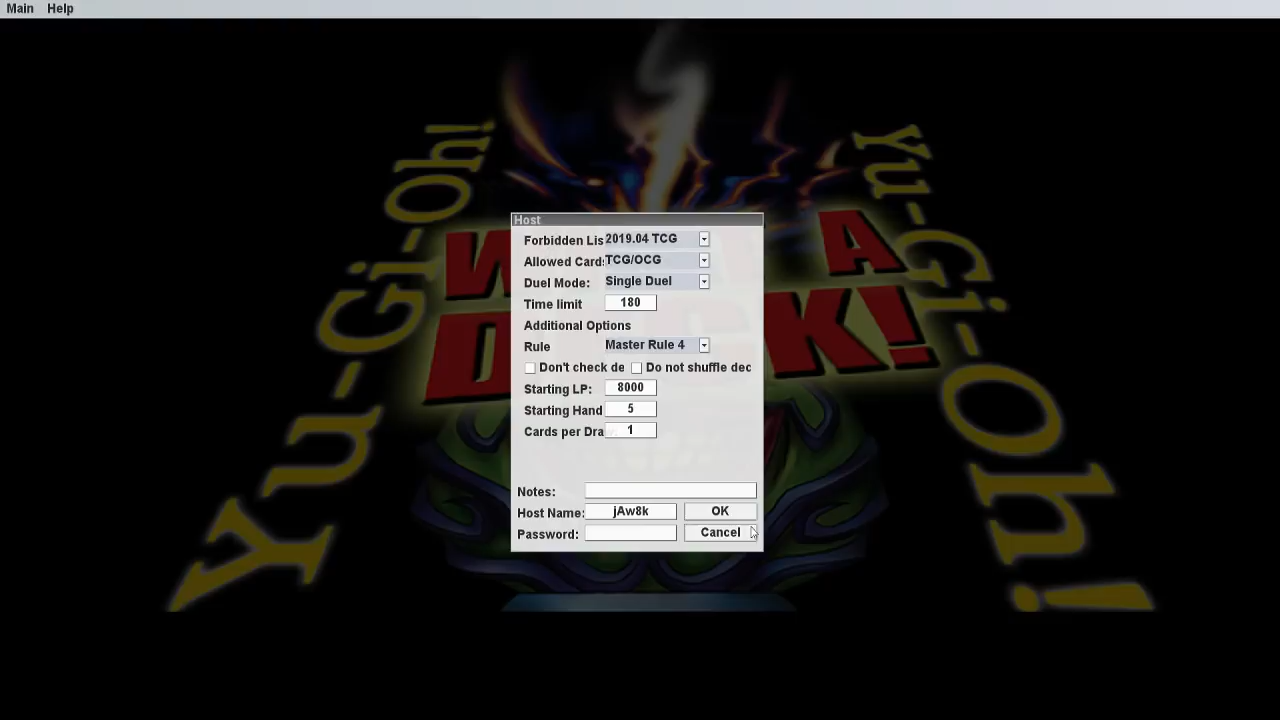 Main Help
Host
Forbidden Lis 2019.04 TCG
Allowed Card: TCG/OCG
Duel Mode: Single Duel
Time limit 180
Additional Options
Rule Master Rule 4
Don't check de Do not shuffle dec
Starting LP: 8000
Starting Hand 5
Cards per Dra 1
Notes:
Host Name: jAw8k OK
Password: Cancel
Yu-Gi-Oh!
Yu-Gi-Oh!
A
K!